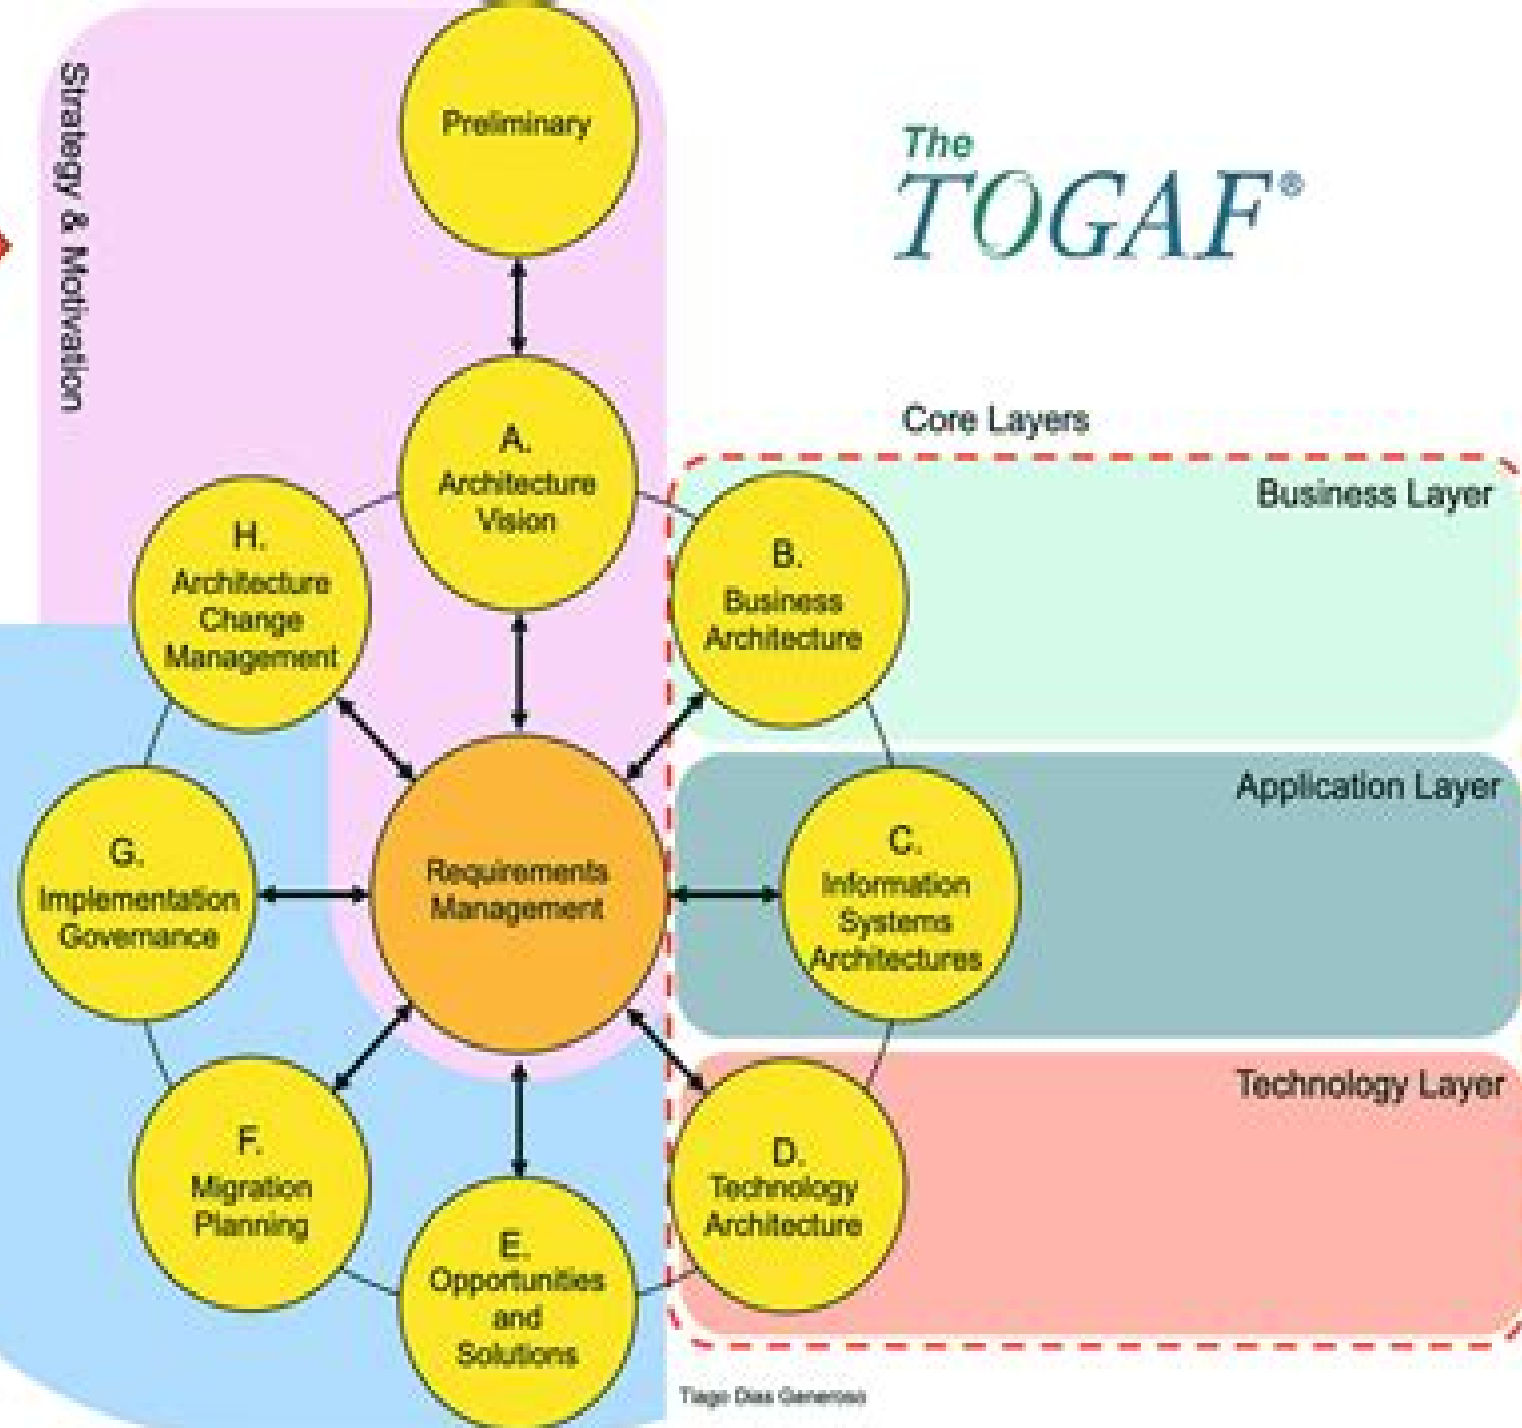 Strategy & Motivation
Preliminary
The
TOGAF®
Core Layers
A.
Architecture
Vision
Business Layer
H.
Architecture
Change
Management
B.
Business
Architecture
Application Layer
G.
Implementation
Governance
Requirements
Management
C.
Information
Systems
Architectures
Technology Layer
F.
Migration
Planning
D.
Technology
Architecture
E.
Opportunities
and
Solutions
Tiago Dias Generoso